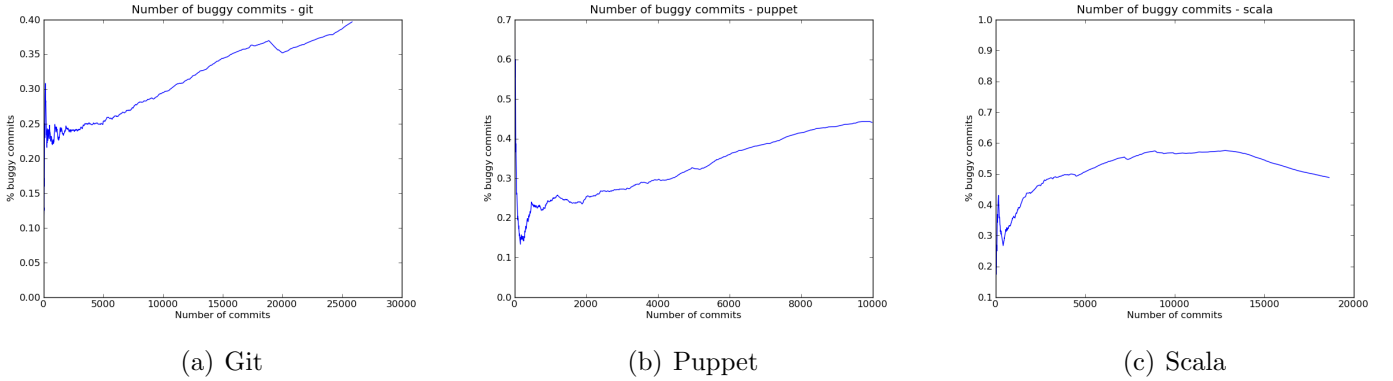 Number of buggy commits - git
% buggy commits
0.40
0.35
0.30
0.25
0.20
0.15
0.10
0.05
0.00
0 5000 10000 15000 20000 25000 30000
Number of commits
(a) Git
Number of buggy commits - puppet
% buggy commits
0.7
0.6
0.5
0.4
0.3
0.2
0.1
0.0
0 2000 4000 6000 8000 10000
Number of commits
(b) Puppet
Number of buggy commits - scala
% buggy commits
1.0
0.9
0.8
0.7
0.6
0.5
0.4
0.3
0.2
0.1
0 5000 10000 15000 20000
Number of commits
(c) Scala